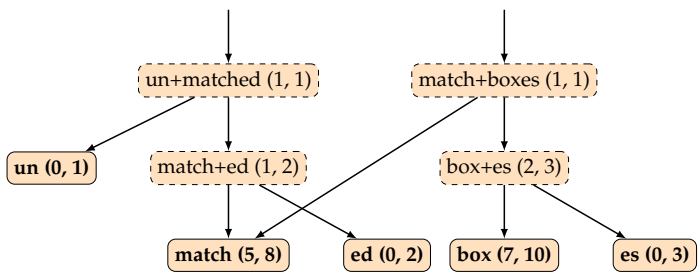 un+matched (1, 1)
match+boxes (1, 1)
un (0, 1)
match+ed (1, 2)
box+es (2, 3)
match (5, 8)
ed (0, 2)
box (7, 10)
es (0, 3)